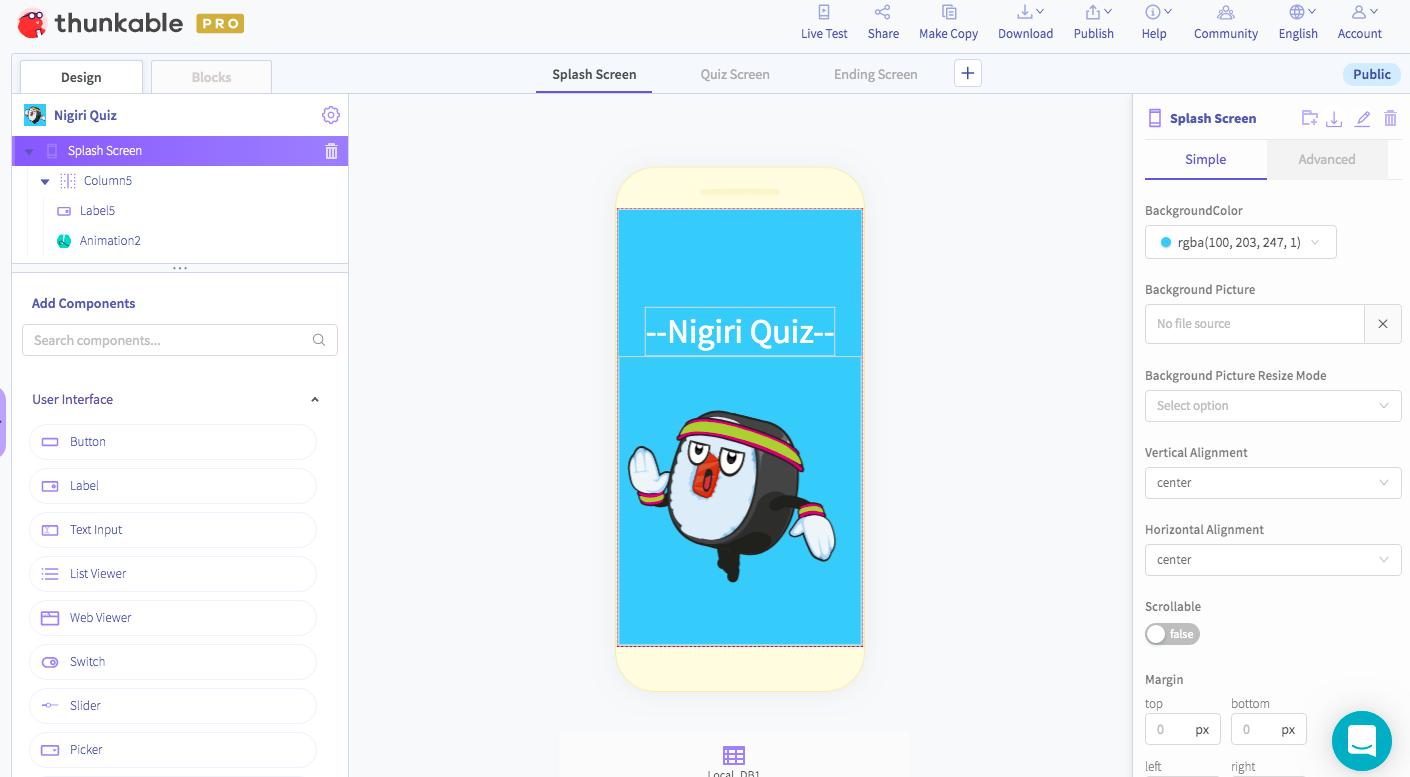 thunkable PRO
Live Test
Share
Make Copy
Download
Publish
Help
Community
English
Account
Design
Blocks
Splash Screen
Quiz Screen
Ending Screen
+
Public
Nigiri Quiz
Splash Screen
Column5
Label5
Animation2
Add Components
Search components...
User Interface
Button
Label
Text Input
List Viewer
Web Viewer
Switch
Slider
Picker
--Nigiri Quiz--
Local_DB1
Splash Screen
Simple
Advanced
BackgroundColor
rgba(100, 203, 247, 1)
Background Picture
No file source
Background Picture Resize Mode
Select option
Vertical Alignment
center
Horizontal Alignment
center
Scrollable
false
Margin
top bottom
0 px 0 px
left right